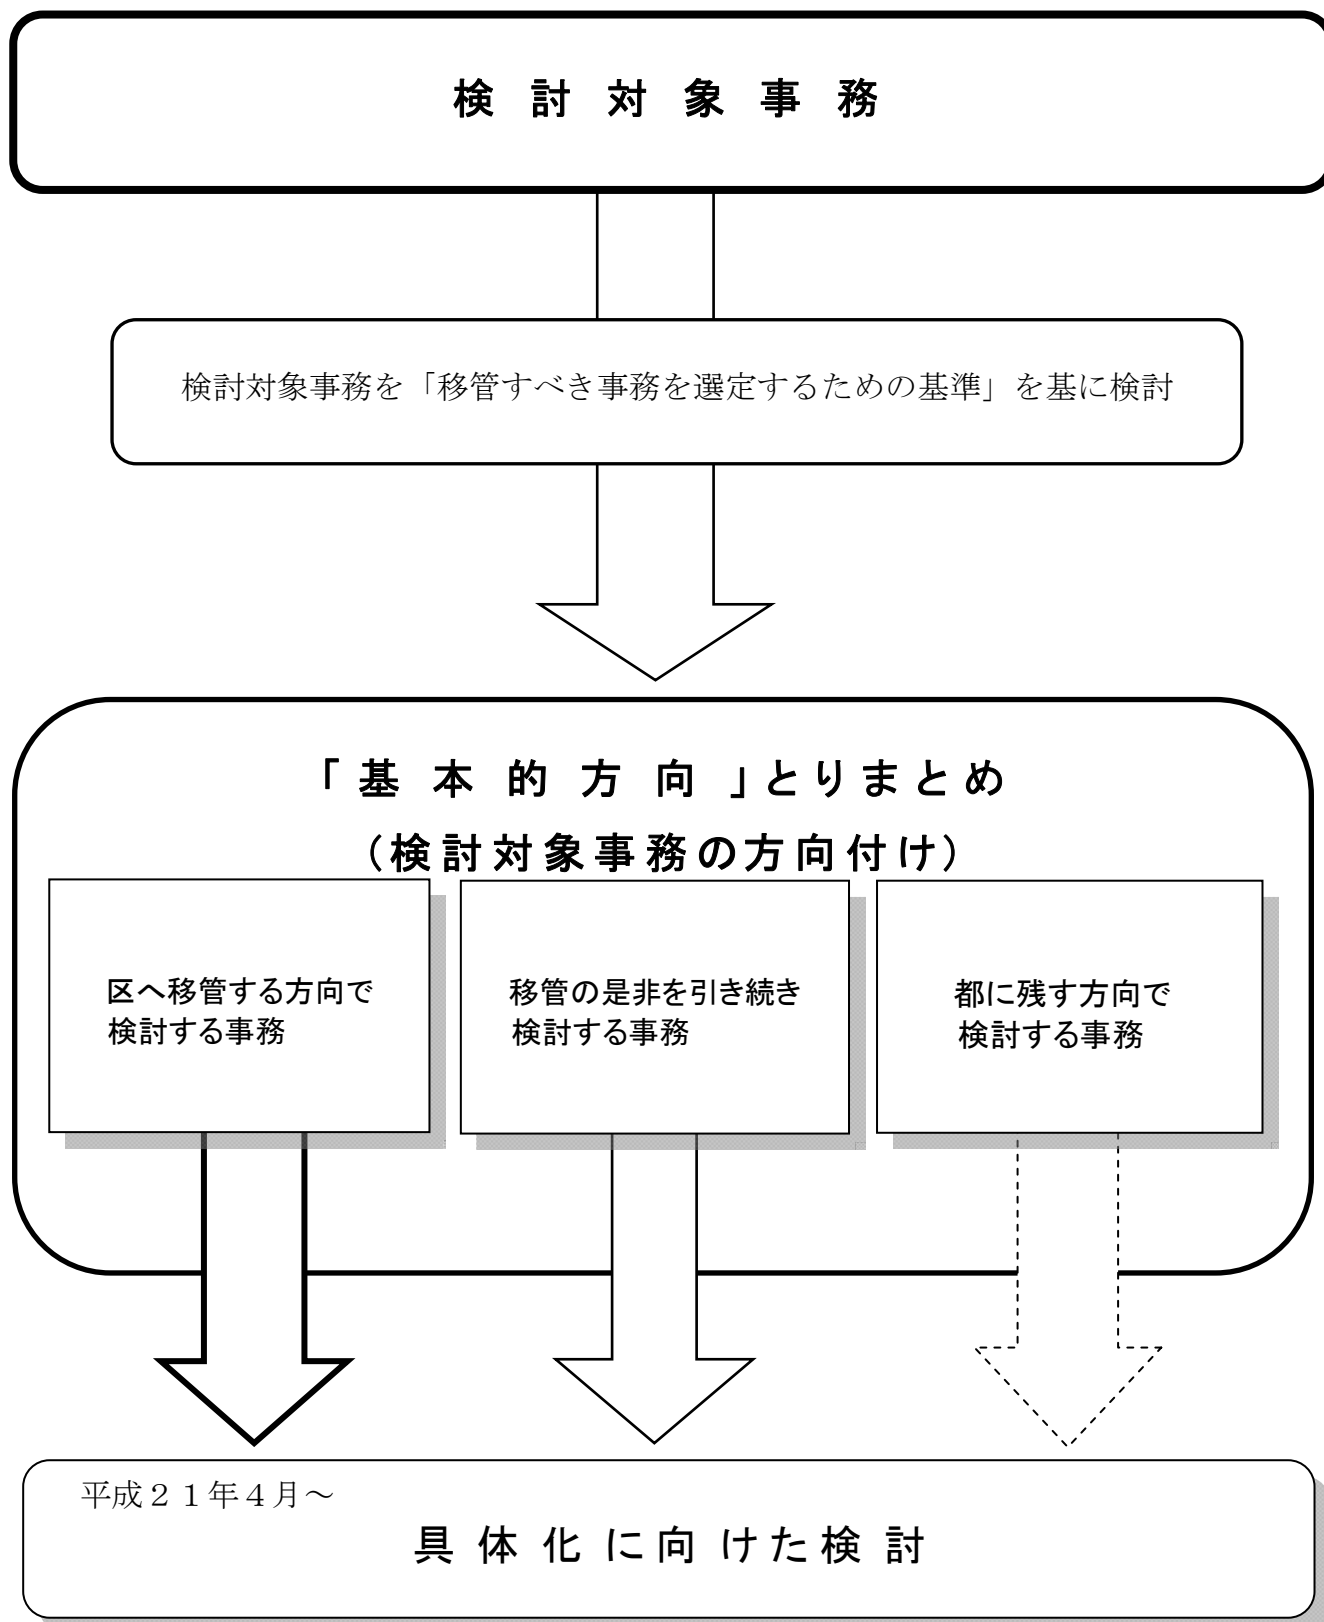 検討対象事務
検討対象事務を「移管すべき事務を選定するための基準」を基に検討
「基本的方向」とりまとめ
（検討対象事務の方向付け）
区へ移管する方向で
検討する事務
移管の是非を引き続き
検討する事務
都に残す方向で
検討する事務
平成２１年４月～
具体化に向けた検討